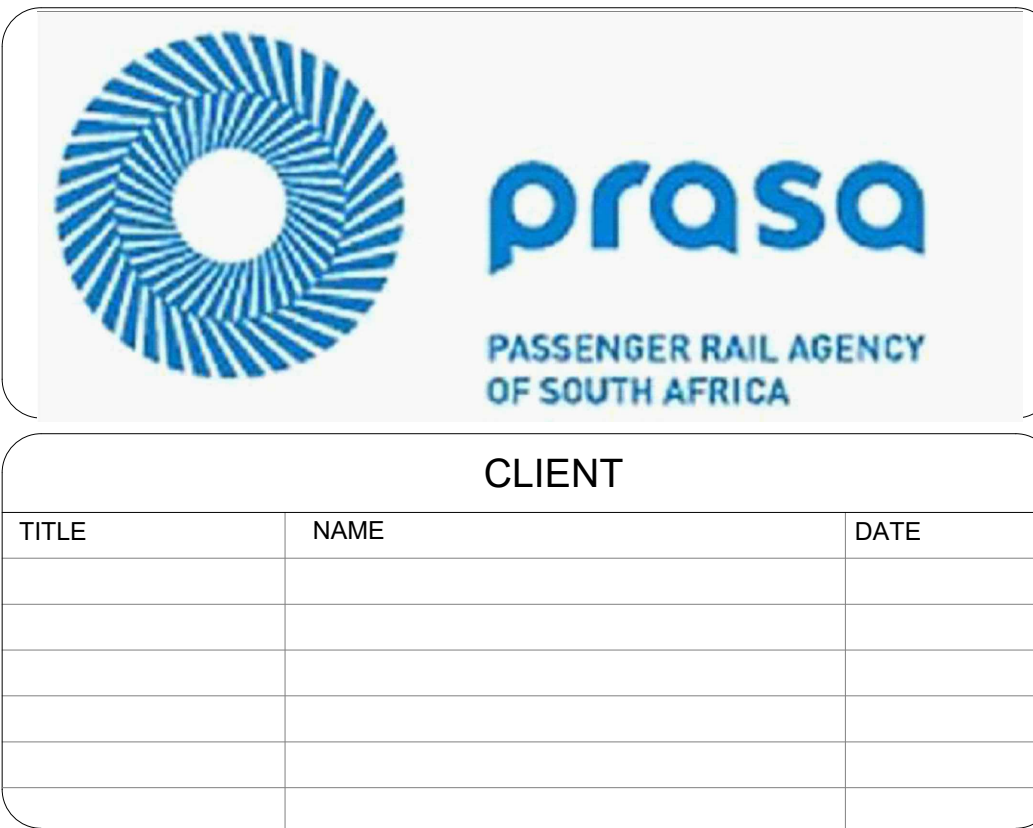 prasa
PASSENGER RAIL AGENCY
OF SOUTH AFRICA
CLIENT
TITLE NAME DATE